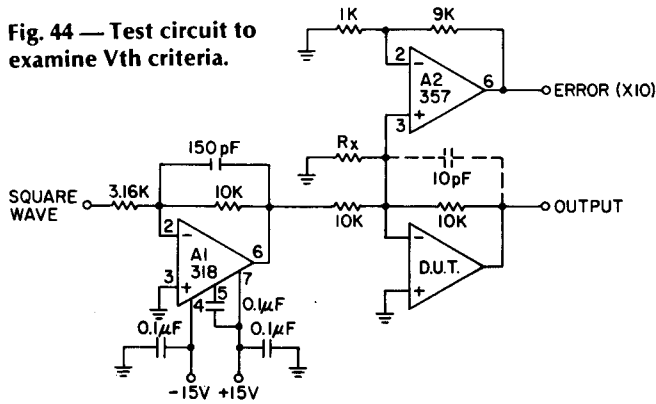 Fig. 44 — Test circuit to
examine Vth criteria.
1K
9K
2
−
A2
357
6
ERROR (X10)
+
3
Rx
150pF
10pF
SQUARE
WAVE
3.16K
10K
10K
10K
OUTPUT
2
−
A1
318
6
3
+
4
5
7
0.1µF
−
D.U.T.
+
0.1µF
0.1µF
−15V +15V